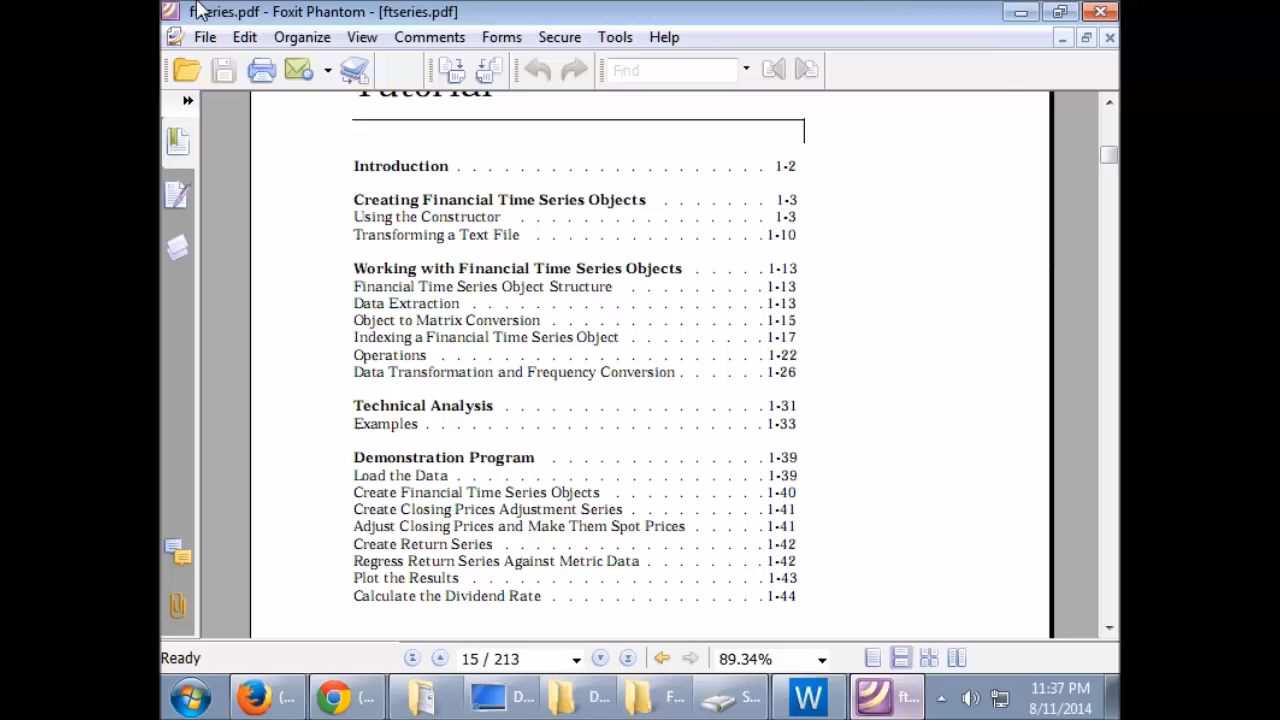 ftseries.pdf - Foxit Phantom - [ftseries.pdf]
File Edit Organize View Comments Forms Secure Tools Help
Find
Tutorial
Introduction . . . . . . . . . . . . . . . . . . . 1-2
Creating Financial Time Series Objects . . . . . . . 1-3
Using the Constructor . . . . . . . . . . . . . . . . 1-3
Transforming a Text File . . . . . . . . . . . . . . 1-10
Working with Financial Time Series Objects . . . . . 1-13
Financial Time Series Object Structure . . . . . . . . 1-13
Data Extraction . . . . . . . . . . . . . . . . . . 1-13
Object to Matrix Conversion . . . . . . . . . . . . . 1-15
Indexing a Financial Time Series Object . . . . . . . . 1-17
Operations . . . . . . . . . . . . . . . . . . . . 1-22
Data Transformation and Frequency Conversion . . . . . . 1-26
Technical Analysis . . . . . . . . . . . . . . . . 1-31
Examples . . . . . . . . . . . . . . . . . . . . . 1-33
Demonstration Program . . . . . . . . . . . . . 1-39
Load the Data . . . . . . . . . . . . . . . . . . . 1-39
Create Financial Time Series Objects . . . . . . . . . 1-40
Create Closing Prices Adjustment Series . . . . . . . . 1-41
Adjust Closing Prices and Make Them Spot Prices . . . . . 1-41
Create Return Series . . . . . . . . . . . . . . . . 1-42
Regress Return Series Against Metric Data . . . . . . . 1-42
Plot the Results . . . . . . . . . . . . . . . . . . 1-43
Calculate the Dividend Rate . . . . . . . . . . . . . 1-44
Ready 15 / 213 89.34%
(... (... D... D... F... S... W ft...
11:37 PM
8/11/2014